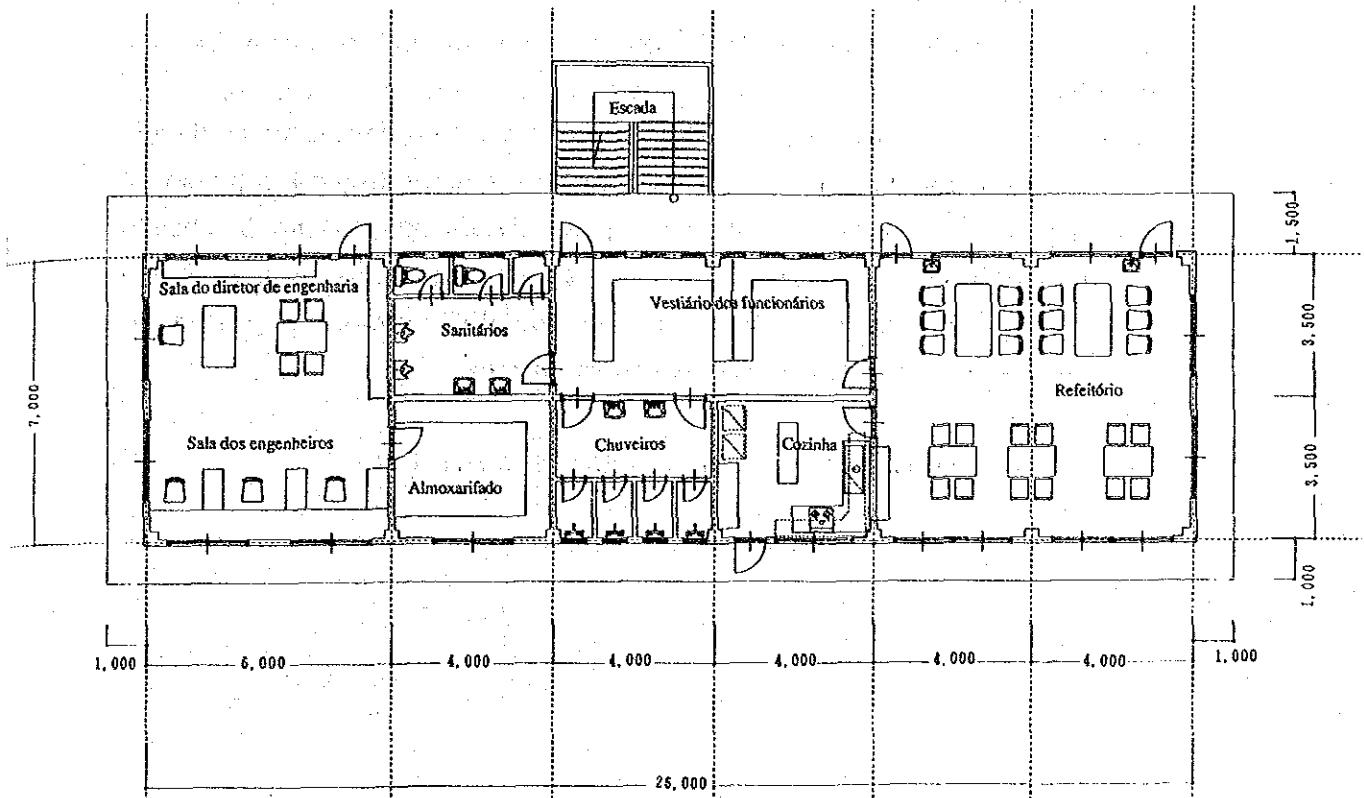 Escada
1,500
Sala do diretor de engenharia
Vestiário dos funcionários
Sanitários
3,500
Refeitório
7,000
Sala dos engenheiros
Chuveiros
Cozinha
Almoxarifado
3,500
1,000
1,000
6,000
4,000
4,000
4,000
4,000
4,000
1,000
26,000